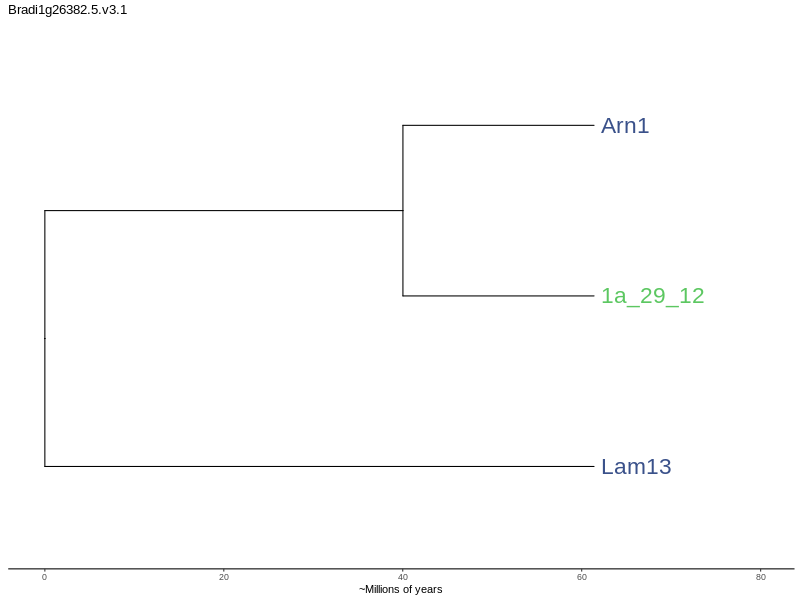 Bradi1g26382.5.v3.1
Arn1
1a_29_12
Lam13
0 20 40 60 80
~Millions of years